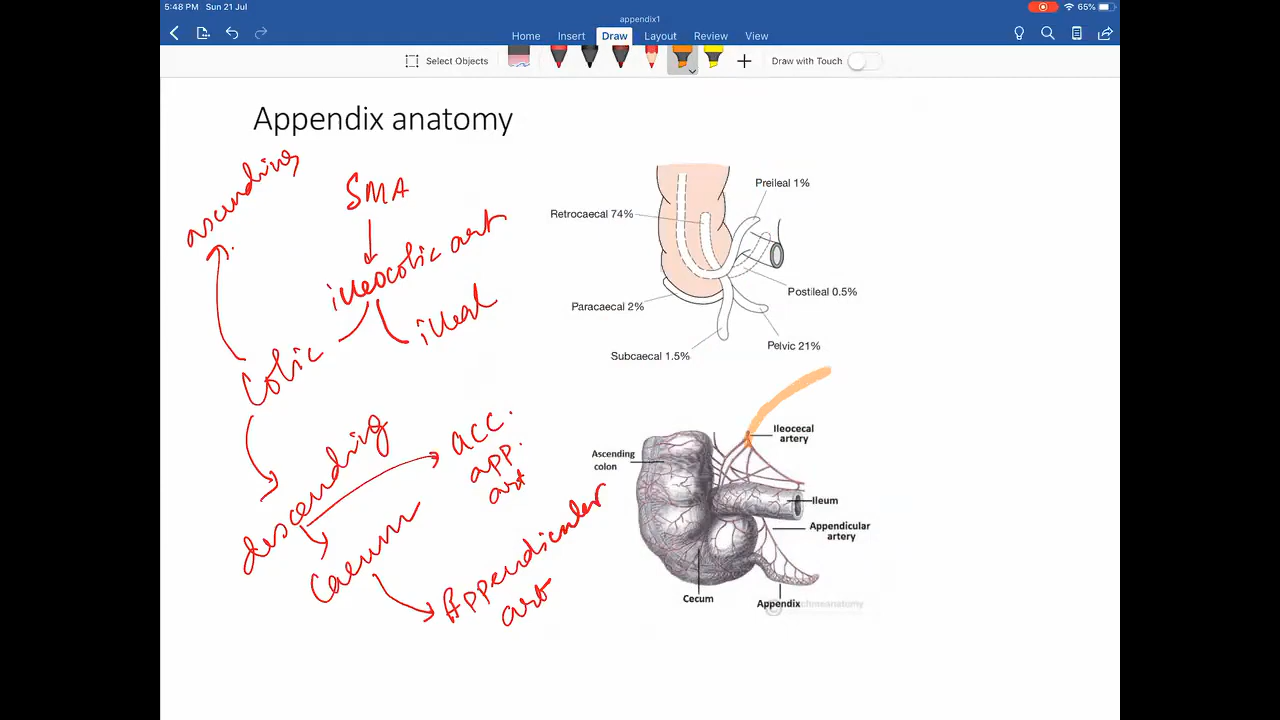 5:48 PM Sun 21 Jul
65%
appendix1
Home Insert Draw Layout Review View
Select Objects
Draw with Touch
Appendix anatomy
ascending
SMA
illeocolic art
illeal
Colic
descending
acc.
app.
art
Caecum
Appendicular
art
Preileal 1%
Retrocaecal 74%
Postileal 0.5%
Paracaecal 2%
Pelvic 21%
Subcaecal 1.5%
Ileocecal
artery
Ascending
colon
Ileum
Appendicular
artery
Cecum
Appendix